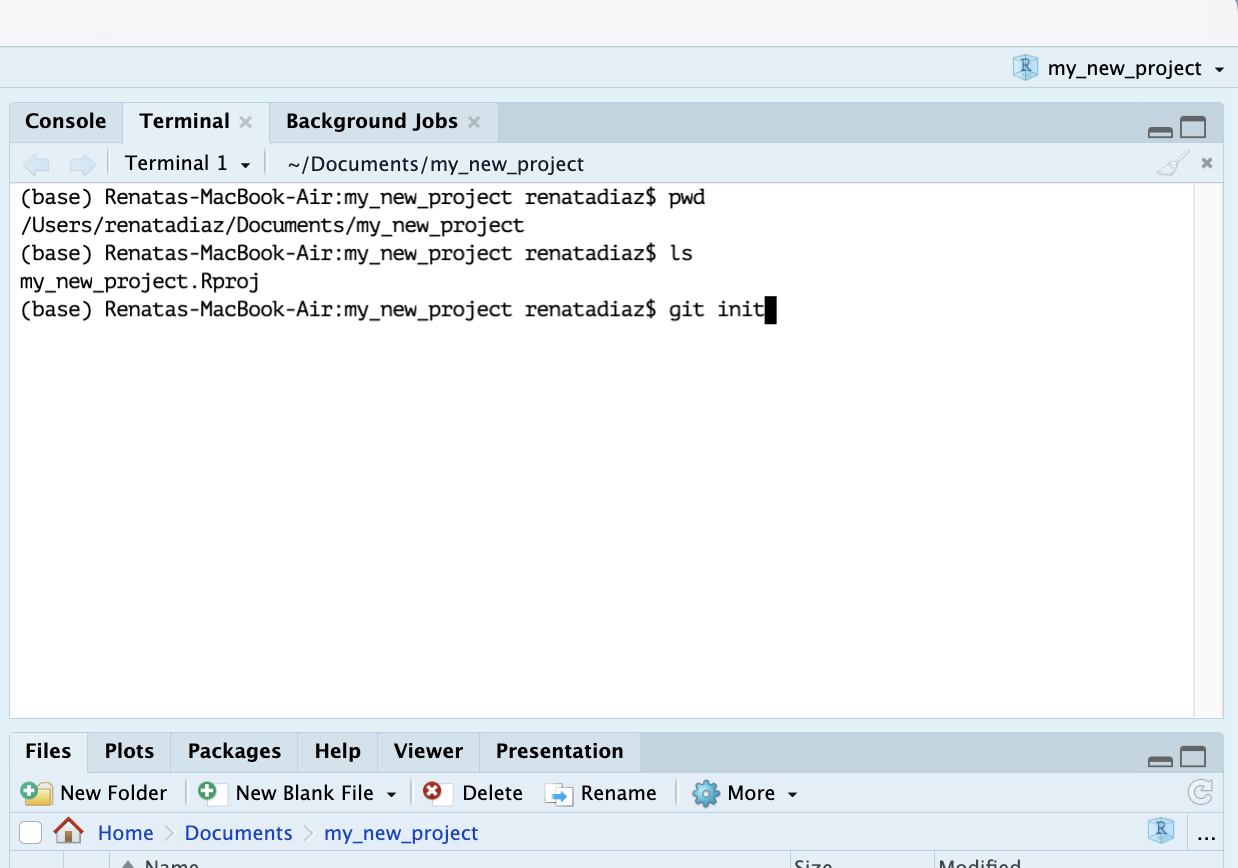 my_new_project
Console Terminal Background Jobs
Terminal 1 ~/Documents/my_new_project
(base) Renatas-MacBook-Air:my_new_project renatadiaz$ pwd
/Users/renatadiaz/Documents/my_new_project
(base) Renatas-MacBook-Air:my_new_project renatadiaz$ ls
my_new_project.Rproj
(base) Renatas-MacBook-Air:my_new_project renatadiaz$ git init
Files Plots Packages Help Viewer Presentation
New Folder New Blank File Delete Rename More
Home Documents my_new_project R ...
Name Size Modified